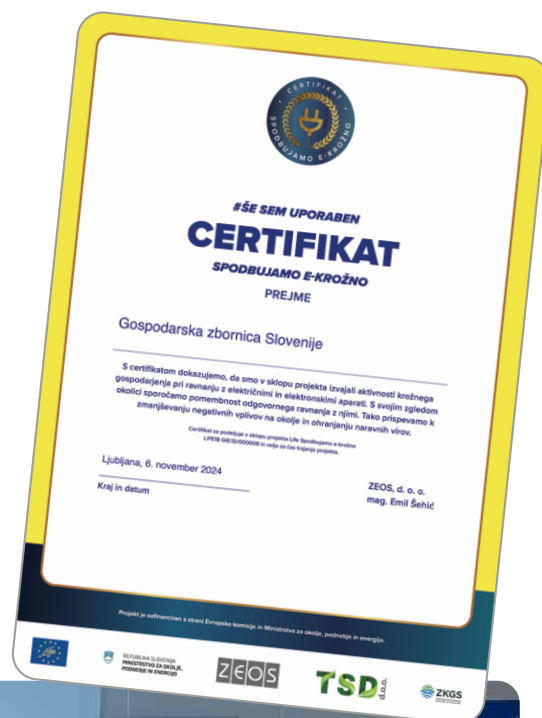 CERTIFIKAT
SPODBUJAMO E-KROŽNO
#ŠE SEM UPORABEN
CERTIFIKAT
SPODBUJAMO E-KROŽNO
PREJME
Gospodarska zbornica Slovenije
S certifikatom dokazujemo, da smo v sklopu projekta izvajali aktivnosti krožnega
gospodarjenja pri ravnanju z električnimi in elektronskimi aparati. S svojim zgledom
okolici sporočamo pomembnost odgovornega ravnanja z njimi. Tako prispevamo k
zmanjševanju negativnih vplivov na okolje in ohranjanju naravnih virov.
Certifikat se podeljuje v sklopu projekta Life Spodbujamo e-krožno
LIFE18 GIE/SI/000008 in velja za čas trajanja projekta.
Ljubljana, 6. november 2024
Kraj in datum
ZEOS, d. o. o.
mag. Emil Šehić
Projekt je sofinanciran s strani Evropske komisije in Ministrstva za okolje, podnebje in energijo.
REPUBLIKA SLOVENIJA
MINISTRSTVO ZA OKOLJE,
PODNEBJE IN ENERGIJO
ZEOS
TSD d.o.o.
ZKGS